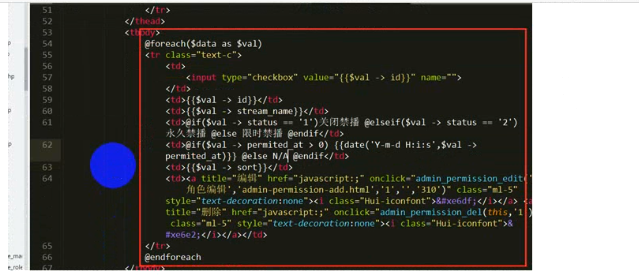 51 </tr>
52 </thead>
53 <tbody>
54 @foreach($data as $val)
55 <tr class="text-c">
56 <td>
57 <input type="checkbox" value="{{$val -> id}}" name="">
58 </td>
59 <td>{{$val -> id}}</td>
60 <td>{{$val -> stream_name}}</td>
61 <td>@if($val -> status == '1')关闭禁播 @elseif($val -> status == '2')
永久禁播 @else 限时禁播 @endif</td>
62 <td>@if($val -> permited_at > 0) {{date('Y-m-d H:i:s',$val ->
permited_at)}} @else N/A @endif</td>
63 <td>{{$val -> sort}}</td>
64 <td><a title="编辑" href="javascript:;" onclick="admin_permission_edit('
角色编辑','admin-permission-add.html','1','','310')" class="ml-5"
style="text-decoration:none"><i class="Hui-iconfont">&#xe6df;</i></a> <a
title="删除" href="javascript:;" onclick="admin_permission_del(this,'1'
class="ml-5" style="text-decoration:none"><i class="Hui-iconfont">&
#xe6e2;</i></a></td>
65 </tr>
66 @endforeach
67 </tbody>